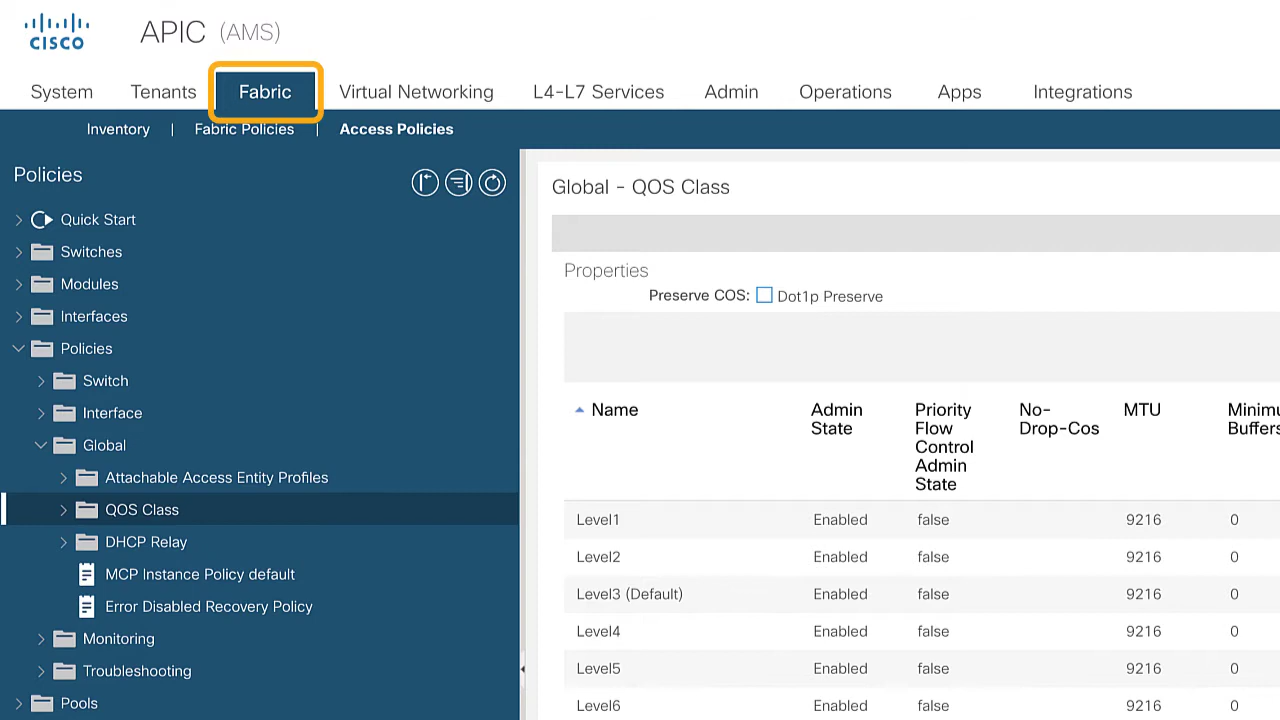 CISCO
APIC (AMS)
System Tenants Fabric Virtual Networking L4-L7 Services Admin Operations Apps Integrations
Inventory | Fabric Policies | Access Policies
Policies
Quick Start
Switches
Modules
Interfaces
Policies
Switch
Interface
Global
Attachable Access Entity Profiles
QOS Class
DHCP Relay
MCP Instance Policy default
Error Disabled Recovery Policy
Monitoring
Troubleshooting
Pools
Global - QOS Class
Properties
Preserve COS: Dot1p Preserve
Name Admin State Priority Flow Control Admin State No-Drop-Cos MTU Minimu Buffers
Level1 Enabled false 9216 0
Level2 Enabled false 9216 0
Level3 (Default) Enabled false 9216 0
Level4 Enabled false 9216 0
Level5 Enabled false 9216 0
Level6 Enabled false 9216 0